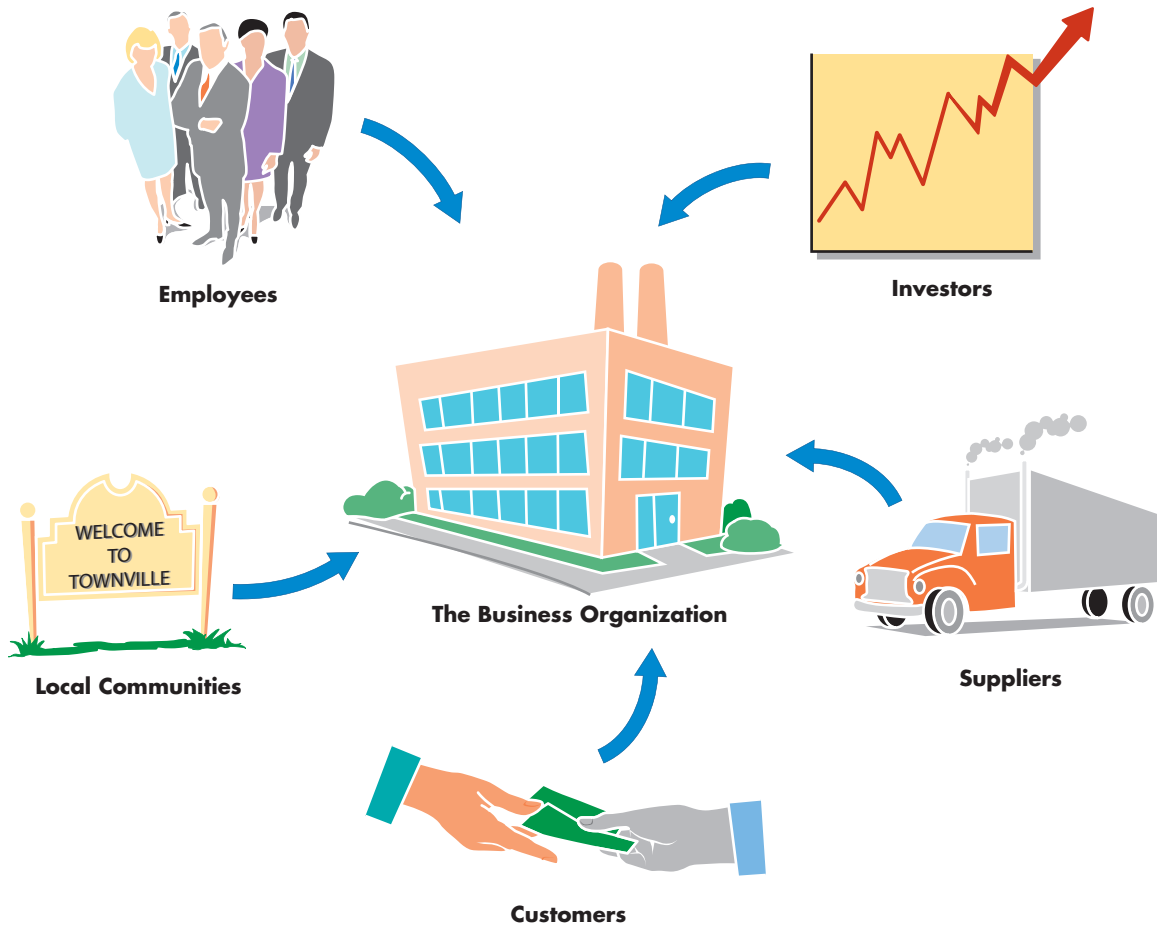 Employees
Investors
WELCOME
TO
TOWNVILLE
The Business Organization
Local Communities
Suppliers
Customers